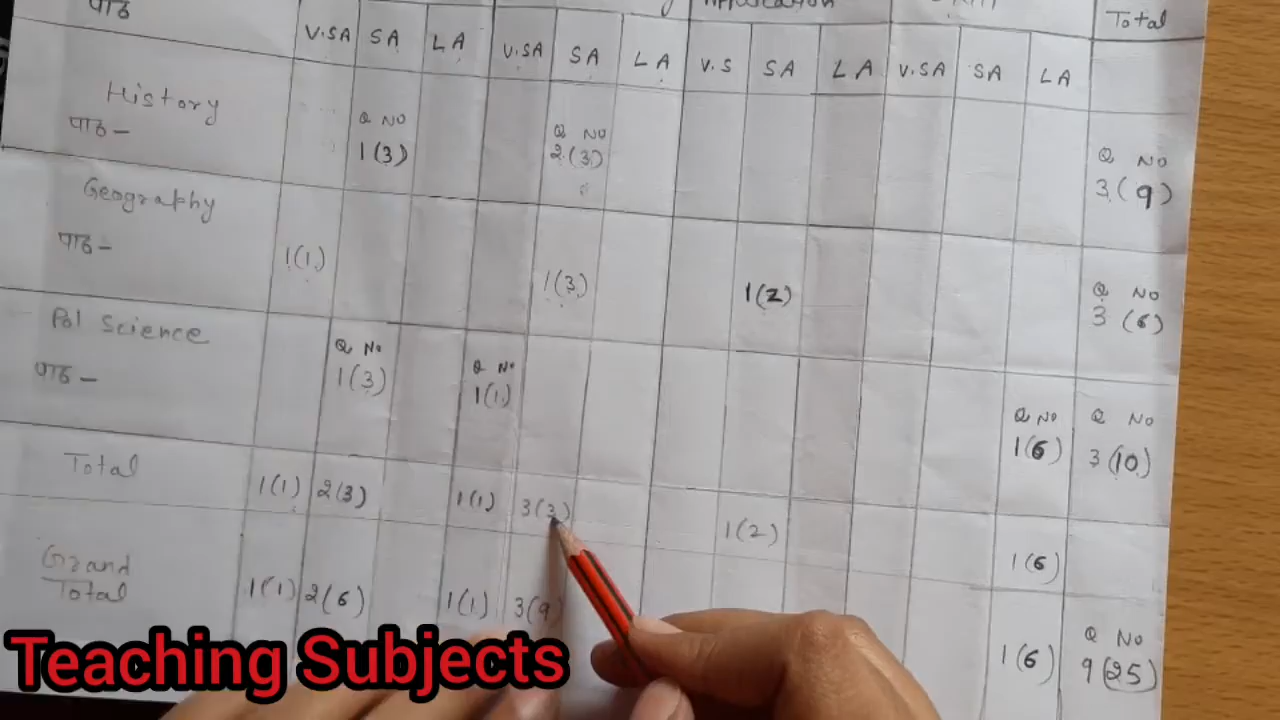 पाठ Application Total
V.SA SA LA V.SA SA LA V.S SA LA V.SA SA LA
History
पाठ-
Q NO
1(3)
Q NO
2(3)
Q NO
3(9)
Geography
पाठ-
1(1)
1(3)
1(2)
Q NO
3(6)
Pol Science
पाठ-
Q No
1(3)
Q No
1(1)
Q NO
1(6)
Q NO
3(10)
Total 1(1) 2(3) 1(1) 3(3) 1(2) 1(6)
Grand
Total 1(1) 2(6) 1(1) 3(9) 1(6)
Q NO
9(25)
Teaching Subjects